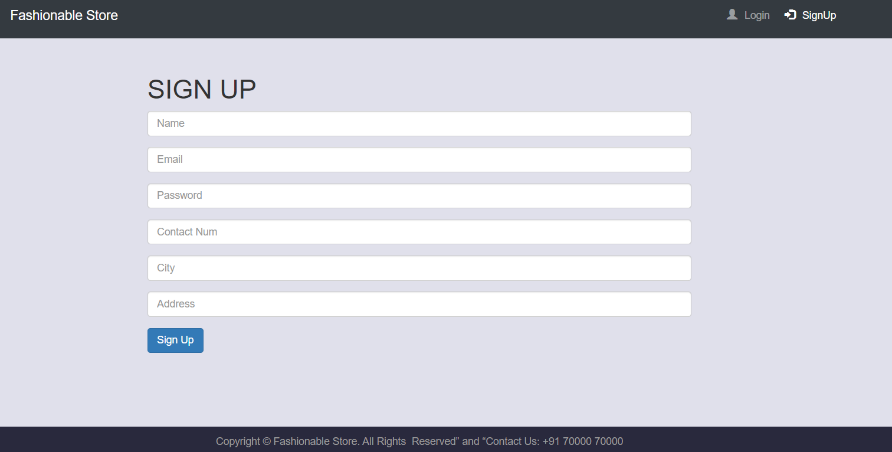 Fashionable Store
Login
SignUp
SIGN UP
Name
Email
Password
Contact Num
City
Address
Sign Up
Copyright © Fashionable Store. All Rights  Reserved" and "Contact Us: +91 70000 70000